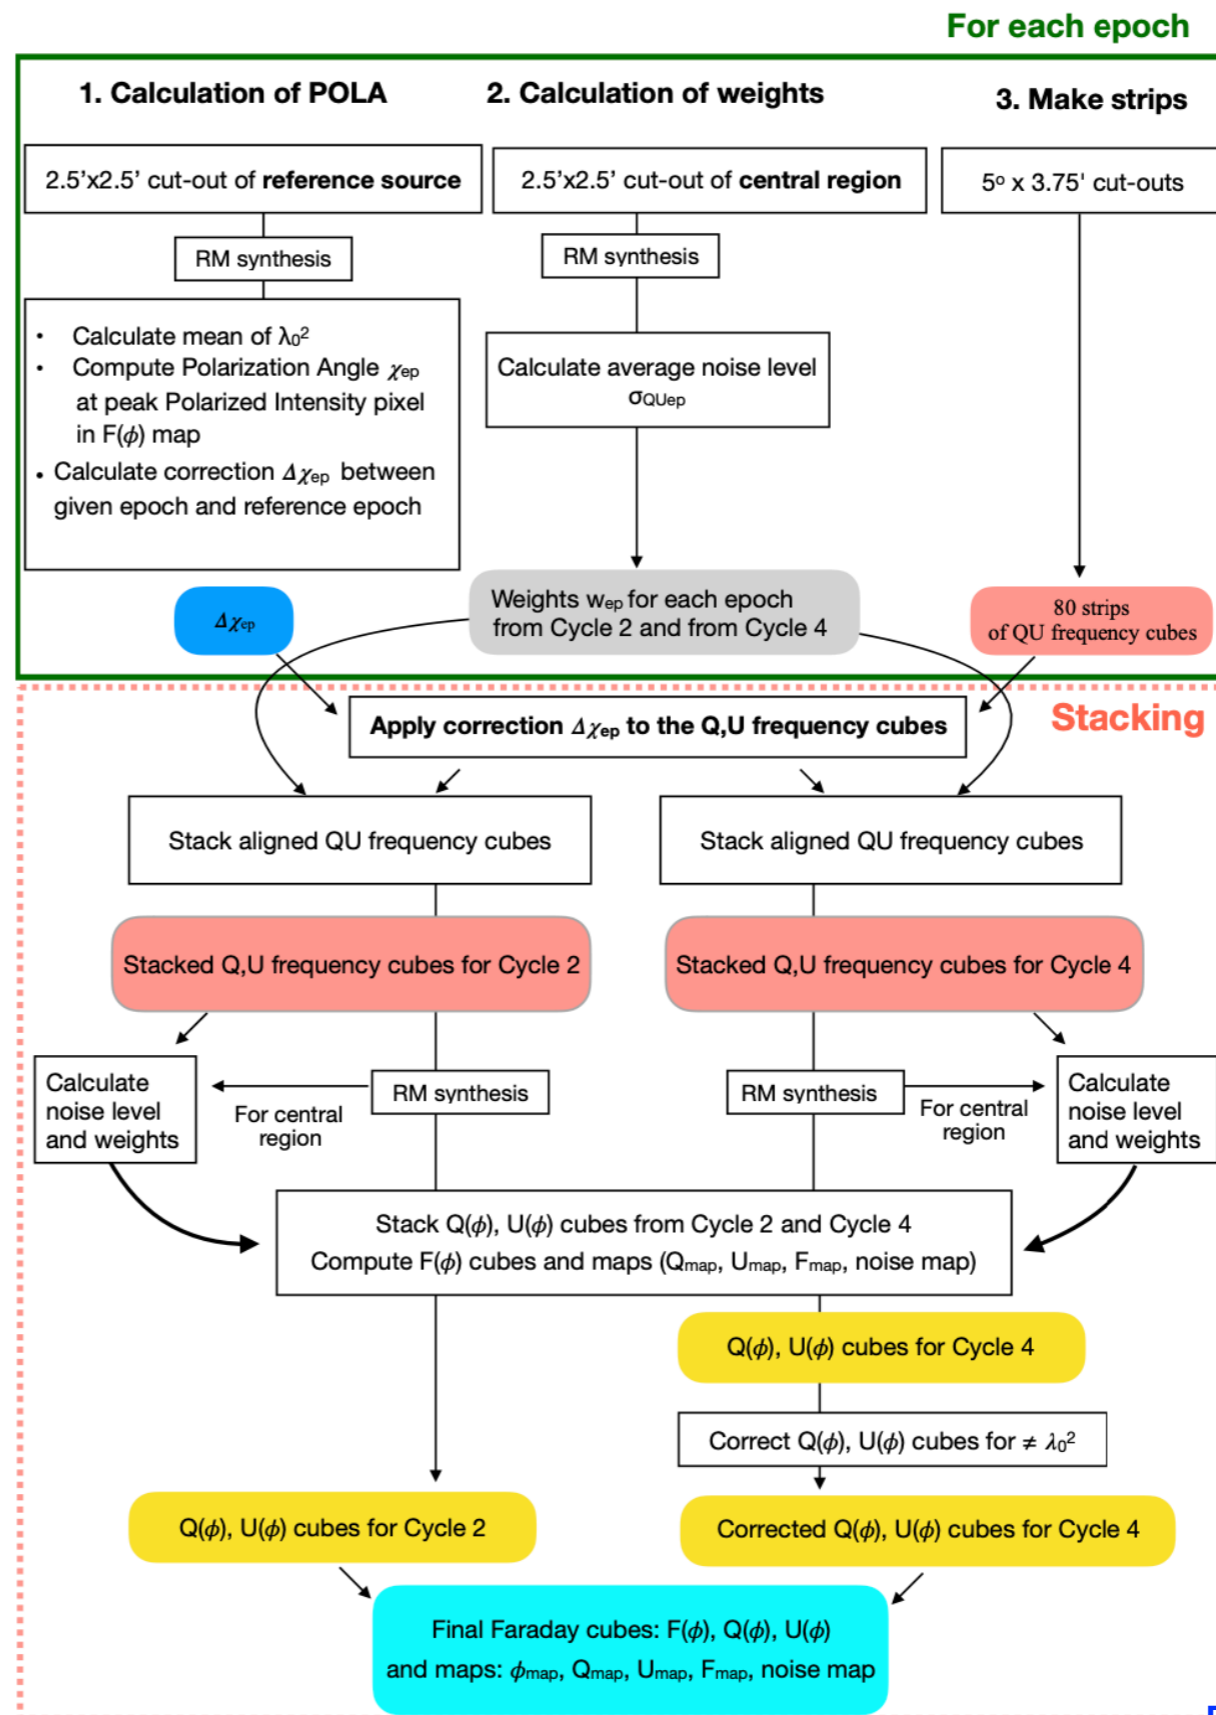 For each epoch
1. Calculation of POLA
2. Calculation of weights
3. Make strips
2.5’x2.5’ cut-out of reference source
2.5’x2.5’ cut-out of central region
5º x 3.75' cut-outs
RM synthesis
RM synthesis
• Calculate mean of λ₀²
• Compute Polarization Angle χep
at peak Polarized Intensity pixel
in F(ϕ) map
• Calculate correction Δχep between
given epoch and reference epoch
Calculate average noise level
σQUep
Δχep
Weights wep for each epoch
from Cycle 2 and from Cycle 4
80 strips
of QU frequency cubes
Stacking
Apply correction Δχep to the Q,U frequency cubes
Stack aligned QU frequency cubes
Stack aligned QU frequency cubes
Stacked Q,U frequency cubes for Cycle 2
Stacked Q,U frequency cubes for Cycle 4
Calculate
noise level
and weights
RM synthesis
For central
region
RM synthesis
For central
region
Calculate
noise level
and weights
Stack Q(ϕ), U(ϕ) cubes from Cycle 2 and Cycle 4
Compute F(ϕ) cubes and maps (Qmap, Umap, Fmap, noise map)
Q(ϕ), U(ϕ) cubes for Cycle 4
Correct Q(ϕ), U(ϕ) cubes for ≠ λ₀²
Q(ϕ), U(ϕ) cubes for Cycle 2
Corrected Q(ϕ), U(ϕ) cubes for Cycle 4
Final Faraday cubes: F(ϕ), Q(ϕ), U(ϕ)
and maps: ϕmap, Qmap, Umap, Fmap, noise map